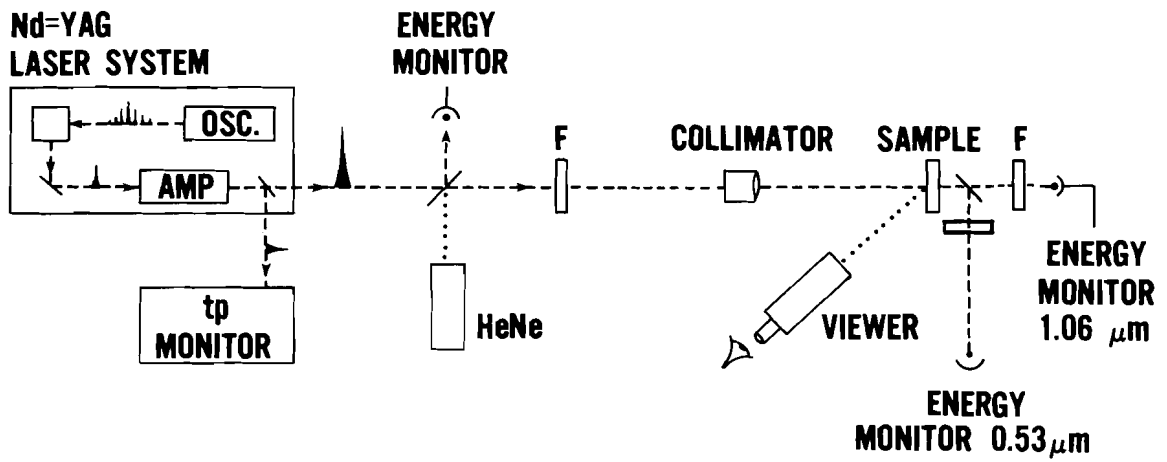 Nd=YAG
LASER SYSTEM
OSC.
AMP
tp
MONITOR
ENERGY
MONITOR
HeNe
F
COLLIMATOR
VIEWER
SAMPLE
F
ENERGY
MONITOR
1.06 μm
ENERGY
MONITOR 0.53μm